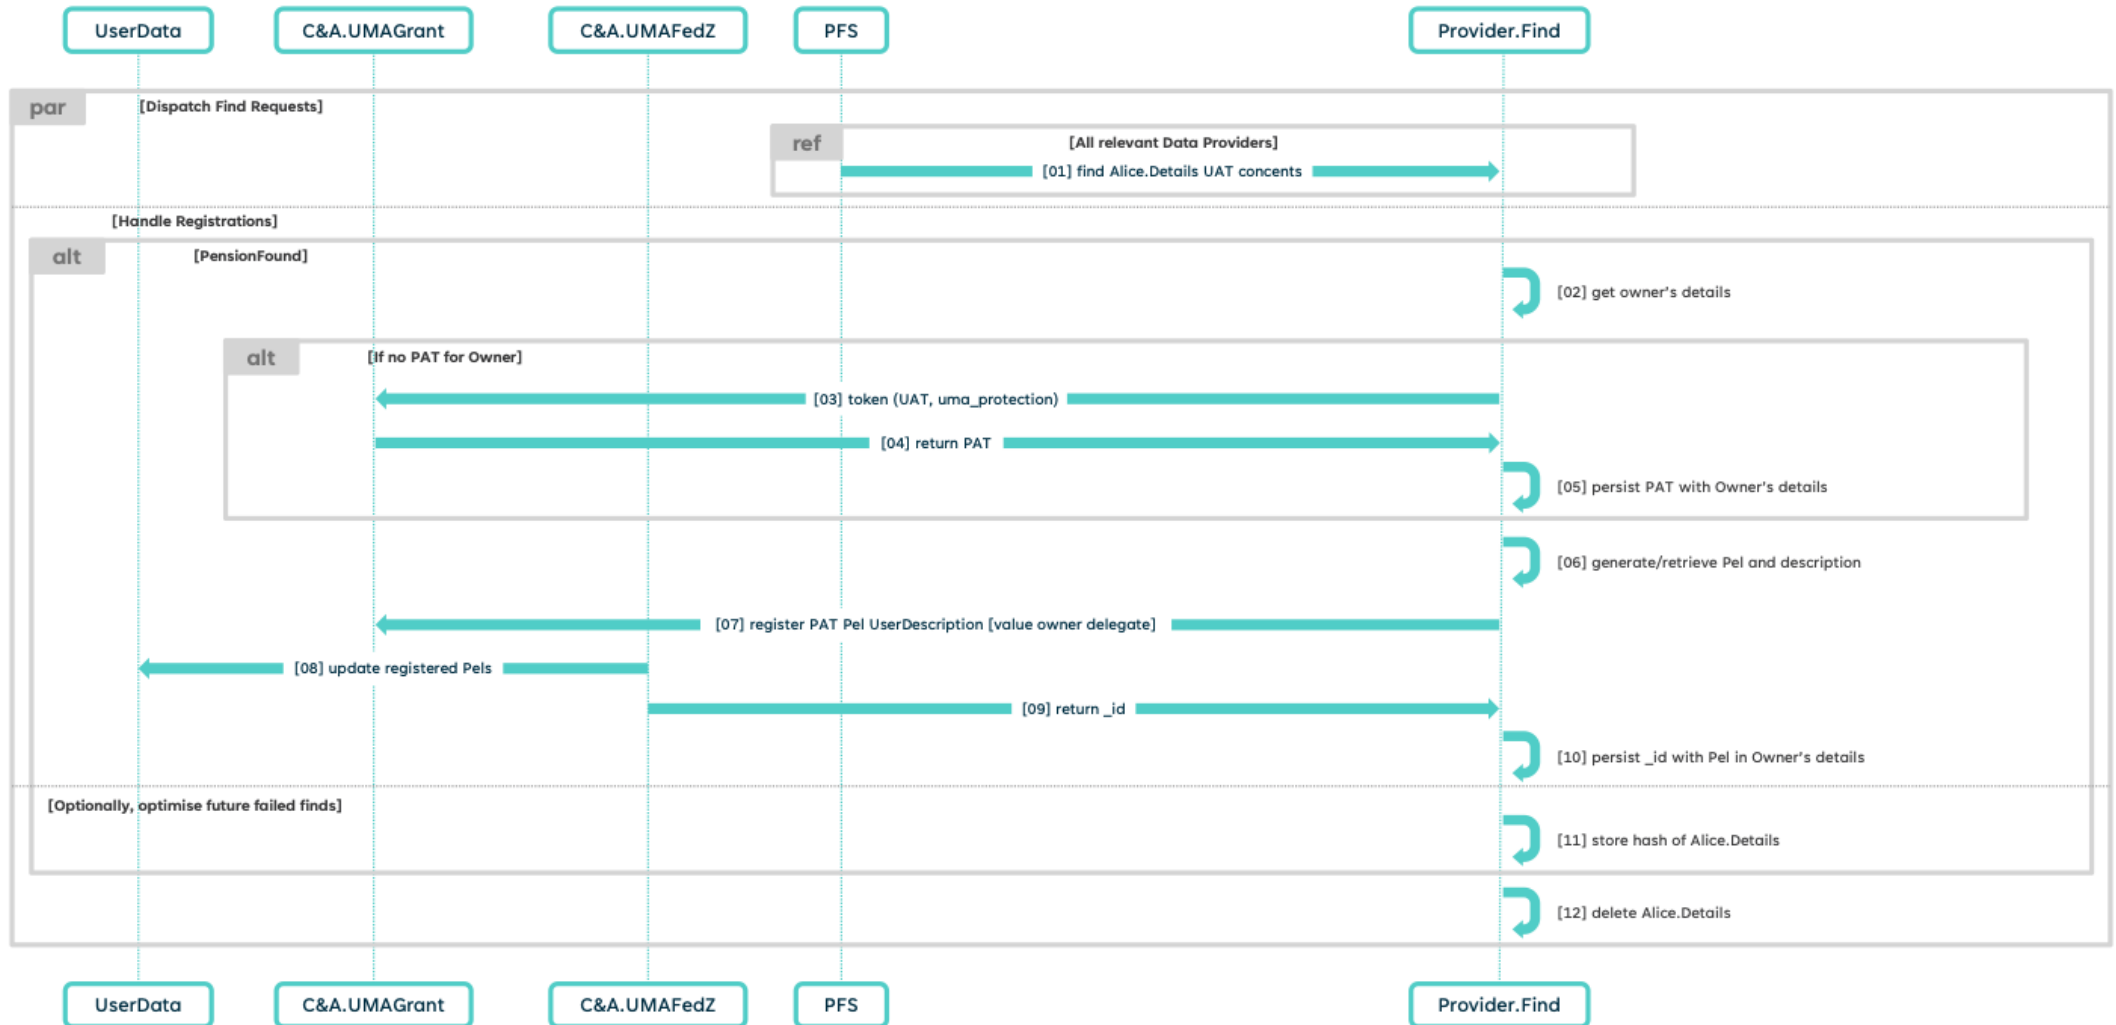 UserData
C&A.UMAGrant
C&A.UMAFedZ
PFS
Provider.Find
par
[Dispatch Find Requests]
ref
[All relevant Data Providers]
[01] find Alice.Details UAT concents
[Handle Registrations]
alt
[PensionFound]
[02] get owner's details
alt
[If no PAT for Owner]
[03] token (UAT, uma_protection)
[04] return PAT
[05] persist PAT with Owner's details
[06] generate/retrieve Pel and description
[07] register PAT Pel UserDescription [value owner delegate]
[08] update registered Pels
[09] return _id
[10] persist _id with Pel in Owner's details
[Optionally, optimise future failed finds]
[11] store hash of Alice.Details
[12] delete Alice.Details
UserData
C&A.UMAGrant
C&A.UMAFedZ
PFS
Provider.Find